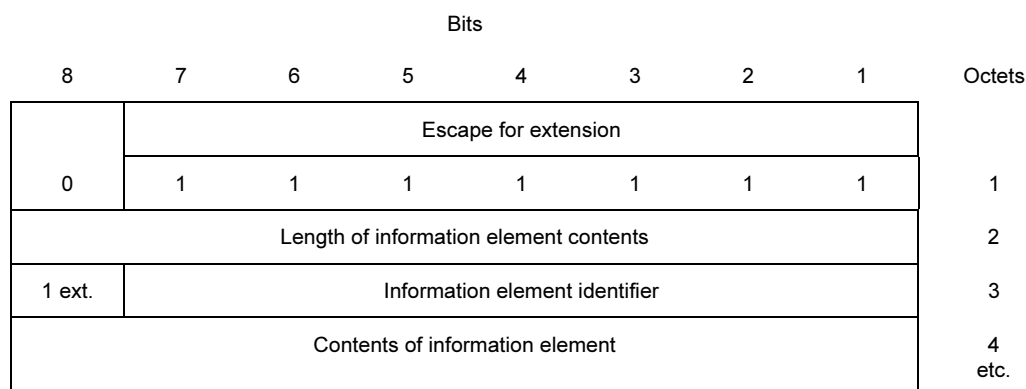 Bits
8 7 6 5 4 3 2 1 Octets
Escape for extension
0 1 1 1 1 1 1 1 1
Length of information element contents 2
1 ext. Information element identifier 3
Contents of information element 4
etc.